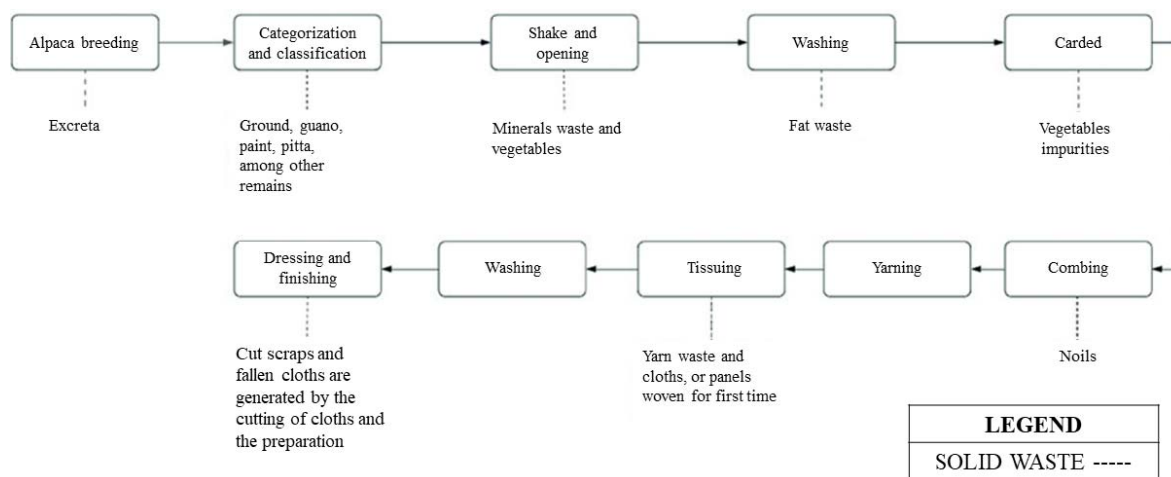 Alpaca breeding
Categorization
and classification
Shake and
opening
Washing
Carded
Excreta
Ground, guano,
paint, pitta,
among other
remains
Minerals waste and
vegetables
Fat waste
Vegetables
impurities
Dressing and
finishing
Washing
Tissuing
Yarning
Combing
Cut scraps and
fallen cloths are
generated by the
cutting of cloths and
the preparation
Yarn waste and
cloths, or panels
woven for first time
Noils
LEGEND
SOLID WASTE -----